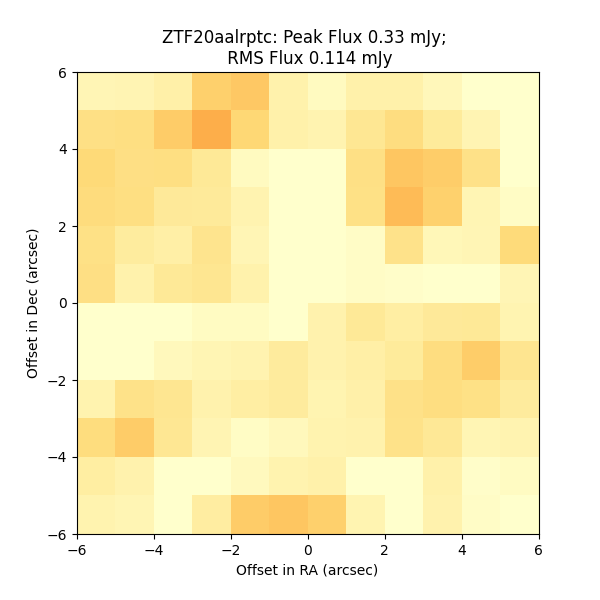 ZTF20aalrptc: Peak Flux 0.33 mJy;
RMS Flux 0.114 mJy
6
4
2
0
−2
−4
−6
Offset in Dec (arcsec)
−6 −4 −2 0 2 4 6
Offset in RA (arcsec)